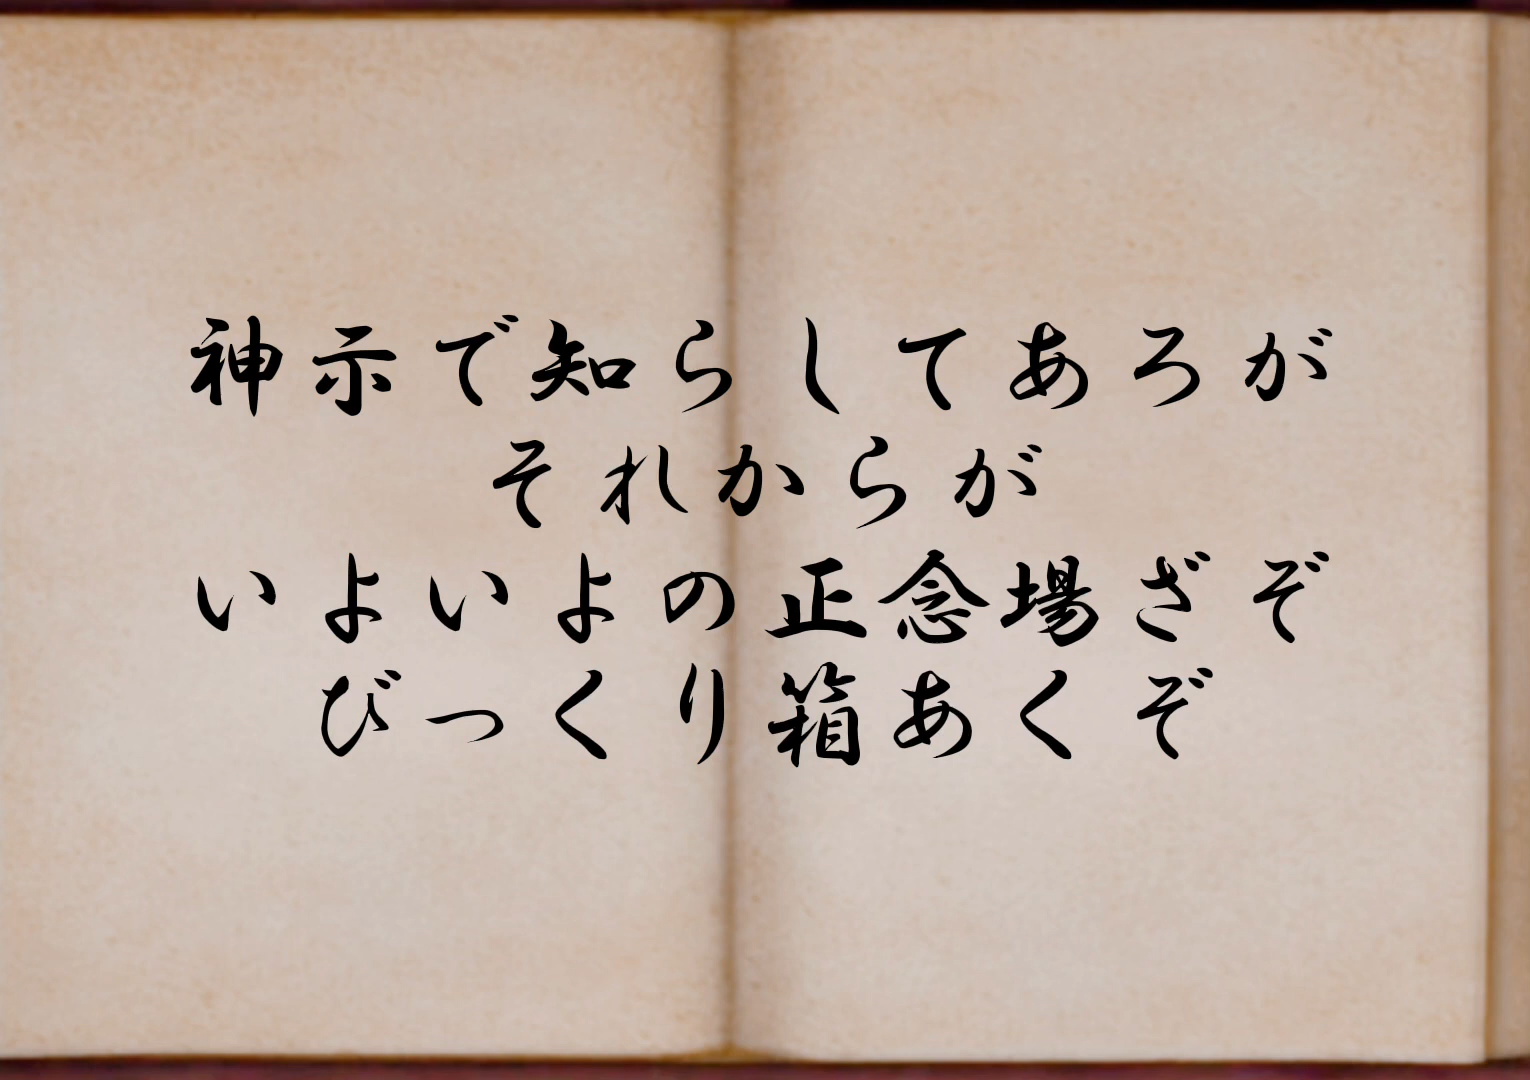 神示で知らしてあろが
それからが
いよいよの正念場ざぞ
びっくり箱あくぞ